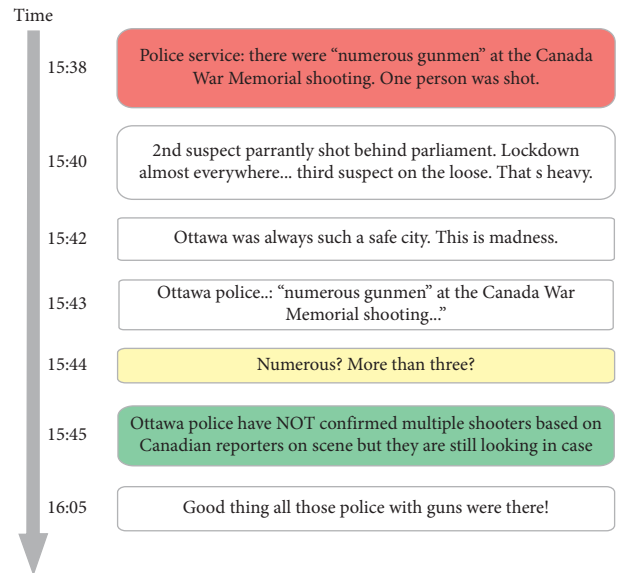 Time
15:38
Police service: there were “numerous gunmen” at the Canada
War Memorial shooting. One person was shot.
15:40
2nd suspect parrantly shot behind parliament. Lockdown
almost everywhere... third suspect on the loose. That s heavy.
15:42
Ottawa was always such a safe city. This is madness.
15:43
Ottawa police..: “numerous gunmen” at the Canada War
Memorial shooting...”
15:44
Numerous? More than three?
15:45
Ottawa police have NOT confirmed multiple shooters based on
Canadian reporters on scene but they are still looking in case
16:05
Good thing all those police with guns were there!